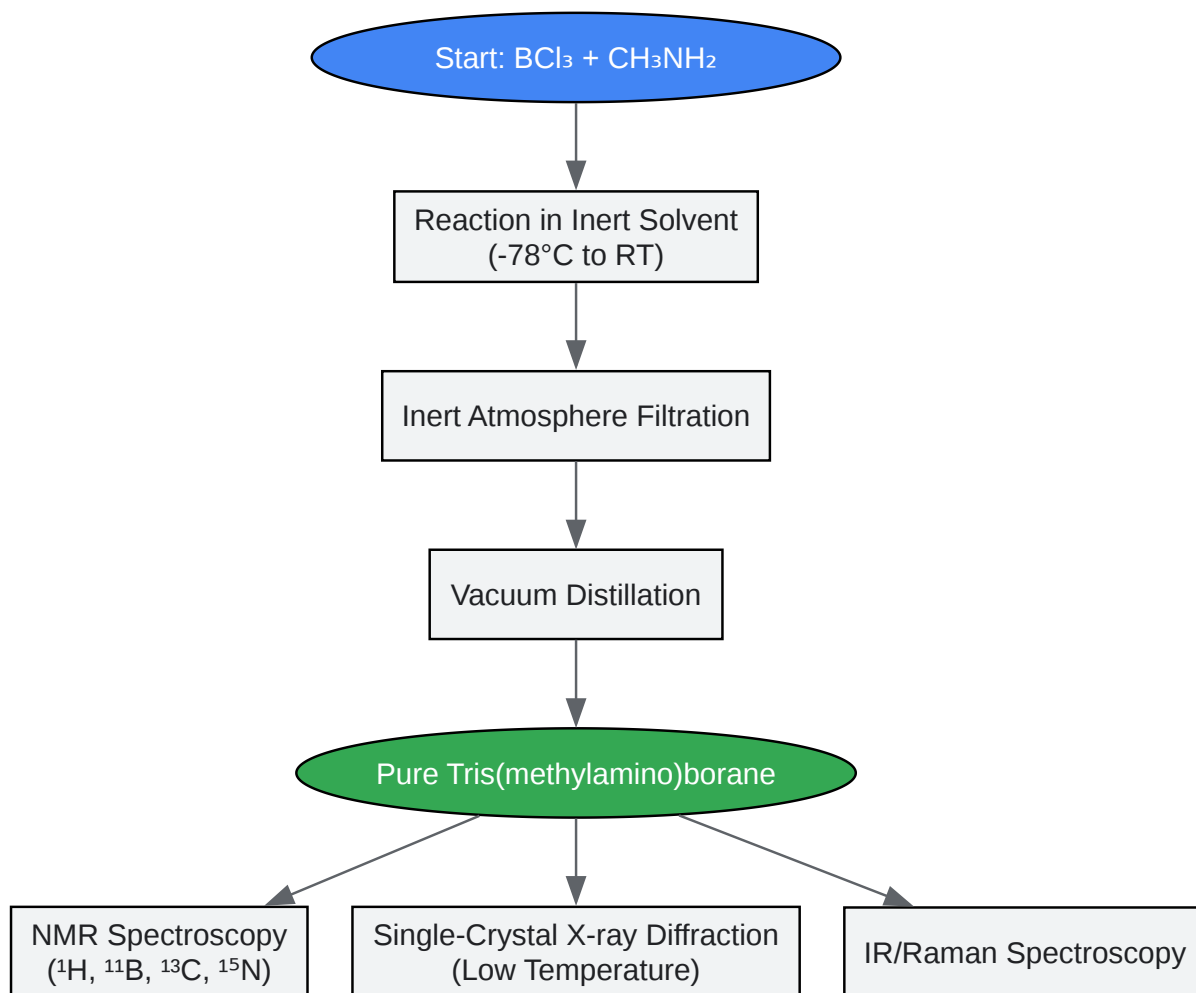 Start: BCl₃ + CH₃NH₂
Reaction in Inert Solvent
(-78°C to RT)
Inert Atmosphere Filtration
Vacuum Distillation
Pure Tris(methylamino)borane
NMR Spectroscopy
(¹H, ¹¹B, ¹³C, ¹⁵N)
Single-Crystal X-ray Diffraction
(Low Temperature)
IR/Raman Spectroscopy